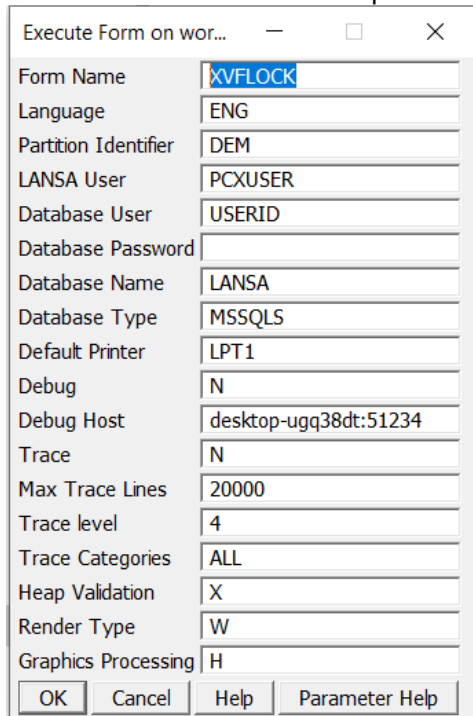 Execute Form on wor...
Form Name XVFLOCK
Language ENG
Partition Identifier DEM
LANSA User PCXUSER
Database User USERID
Database Password
Database Name LANSA
Database Type MSSQLS
Default Printer LPT1
Debug N
Debug Host desktop-ugq38dt:51234
Trace N
Max Trace Lines 20000
Trace level 4
Trace Categories ALL
Heap Validation X
Render Type W
Graphics Processing H
OK Cancel Help Parameter Help